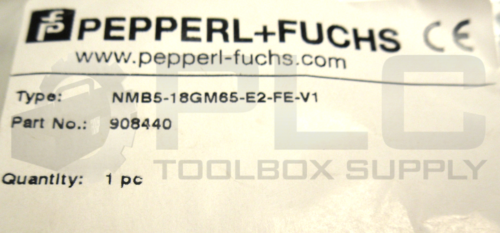 PEPPERL+FUCHS CE
www.pepperl-fuchs.com
Type: NMB5-18GM65-E2-FE-V1
Part No.: 908440
PLC
TOOLBOX SUPPLY
Quantity: 1 pc